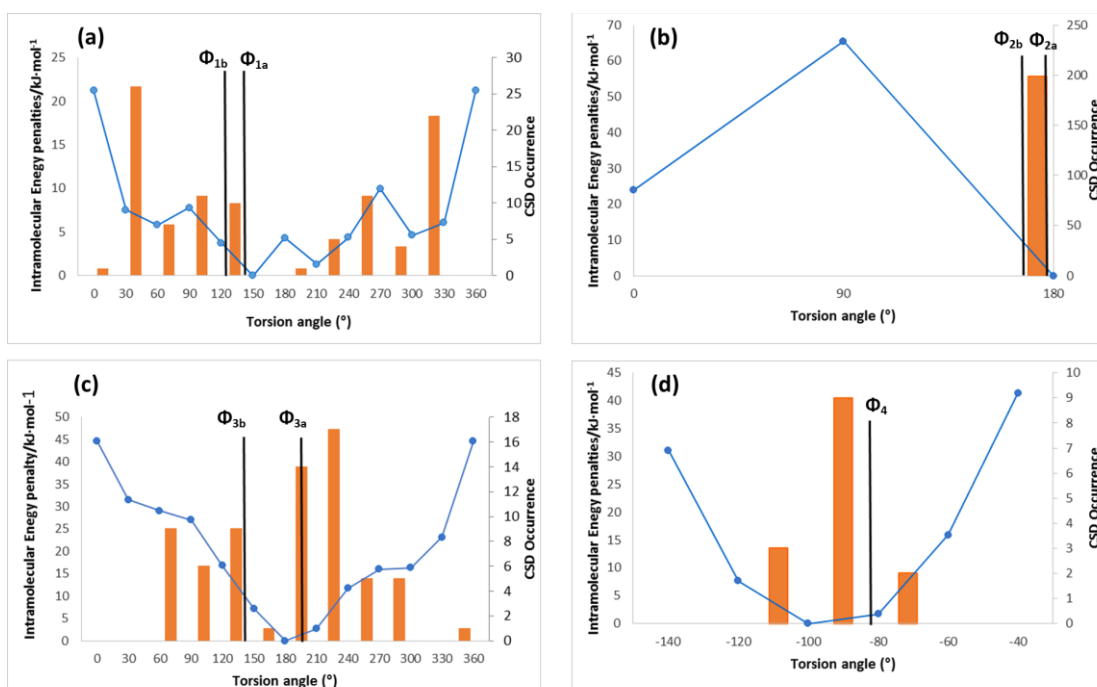 (a)
Φ1b Φ1a
Intramolecular Enegy penalties/kJ·mol⁻¹
25
20
15
10
5
0
30
25
20
15
10
5
0
CSD Occurrence
0 30 60 90 120 150 180 210 240 270 300 330 360
Torsion angle (°)
(b)
Φ2b Φ2a
Intramolecular Enegy penalties/kJ·mol⁻¹
70
60
50
40
30
20
10
0
250
200
150
100
50
0
CSD Occurrence
0 90 180
Torsion angle (°)
(c)
Φ3b Φ3a
Intramolecular Enegy penalty/kJ·mol-1
50
45
40
35
30
25
20
15
10
5
0
18
16
14
12
10
8
6
4
2
0
CSD Occurrence
0 30 60 90 120 150 180 210 240 270 300 330 360
Torsion angle (°)
(d)
Φ4
Intramolecular Enegy penalties/kJ·mol⁻¹
45
40
35
30
25
20
15
10
5
0
10
9
8
7
6
5
4
3
2
1
0
CSD Occurrence
-140 -120 -100 -80 -60 -40
Torsion angle (°)